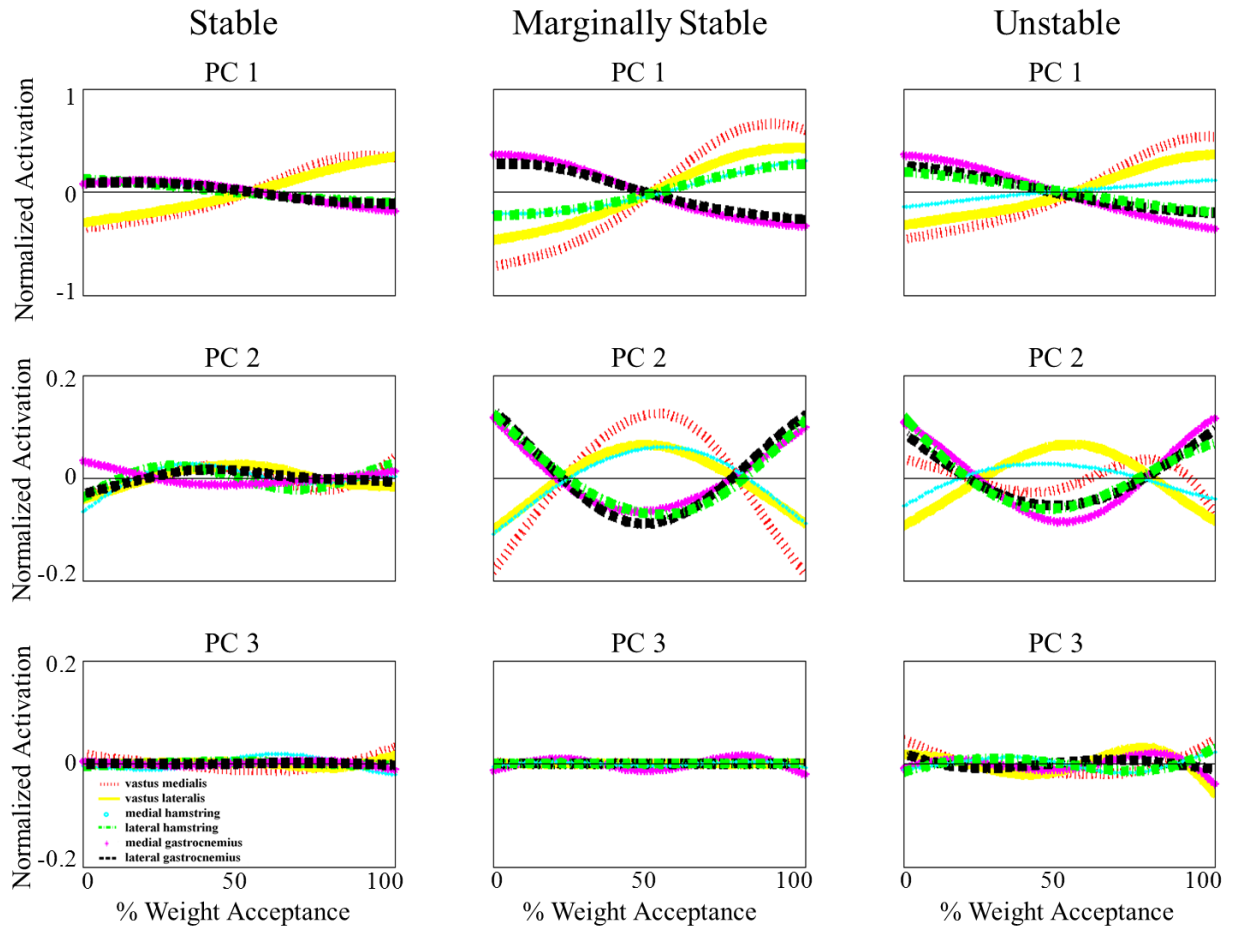 Stable
Marginally Stable
Unstable
PC 1
PC 1
PC 1
Normalized Activation
1
0
-1
PC 2
PC 2
PC 2
Normalized Activation
0.2
0
-0.2
PC 3
PC 3
PC 3
Normalized Activation
0.2
0
-0.2
vastus medialis
vastus lateralis
medial hamstring
lateral hamstring
medial gastrocnemius
lateral gastrocnemius
0 50 100
0 50 100
0 50 100
% Weight Acceptance
% Weight Acceptance
% Weight Acceptance